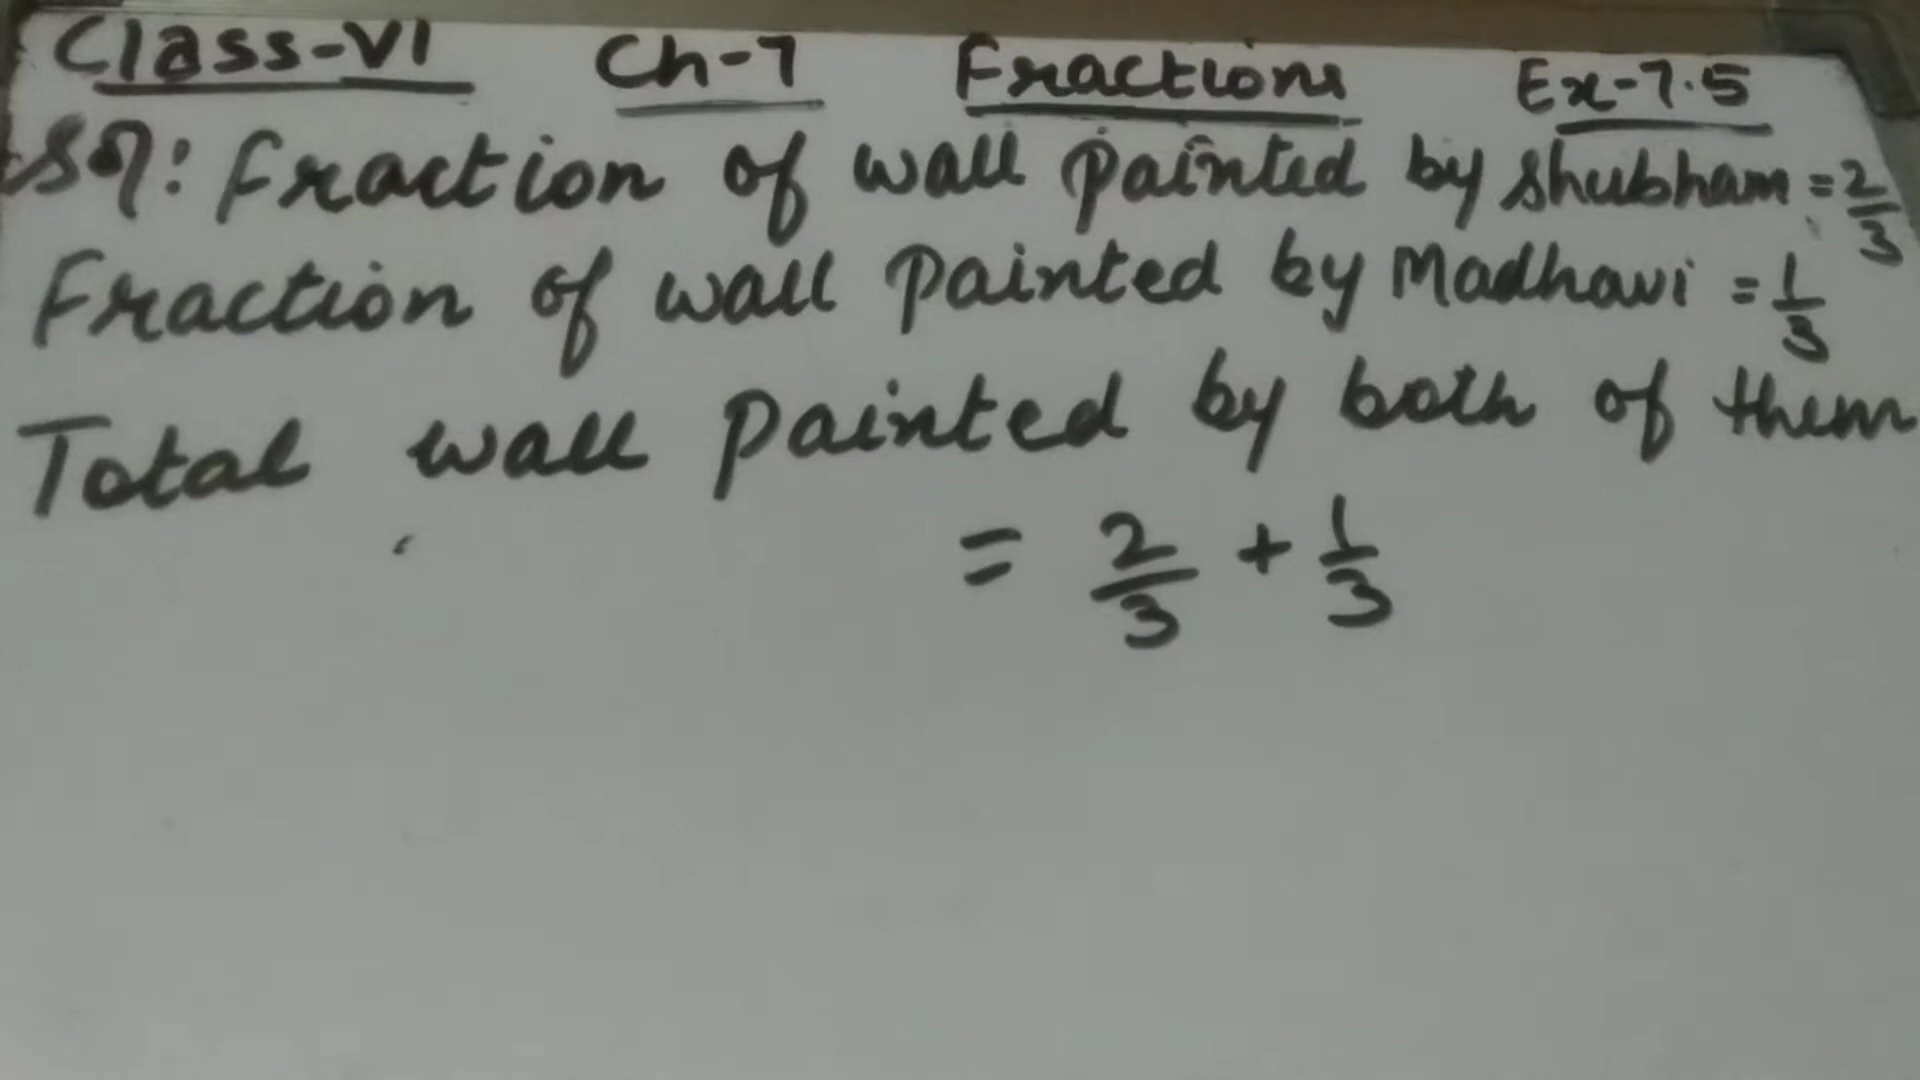 Class-VI Ch-7 Fractions Ex-7.5
Fraction of wall painted by Shubham = 2/3
Fraction of wall painted by Madhavi = 1/3
Total wall painted by both of them
= 2/3 + 1/3